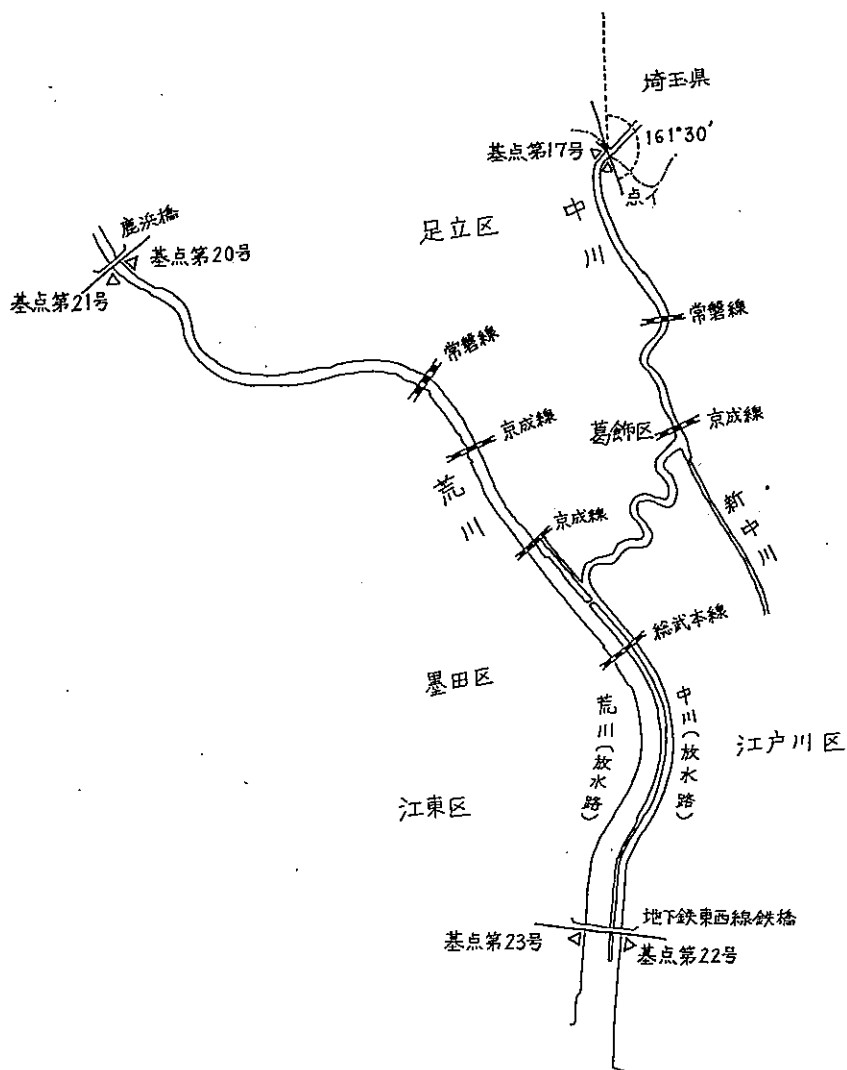 埼玉県
161°30′
基点第17号
点イ
中川
足立区
鹿浜橋
基点第20号
基点第21号
常磐線
常磐線
京成線
葛飾区
京成線
荒川
新中川
京成線
総武本線
墨田区
荒川(放水路)
中川(放水路)
江戸川区
江東区
地下鉄東西線鉄橋
基点第23号
基点第22号